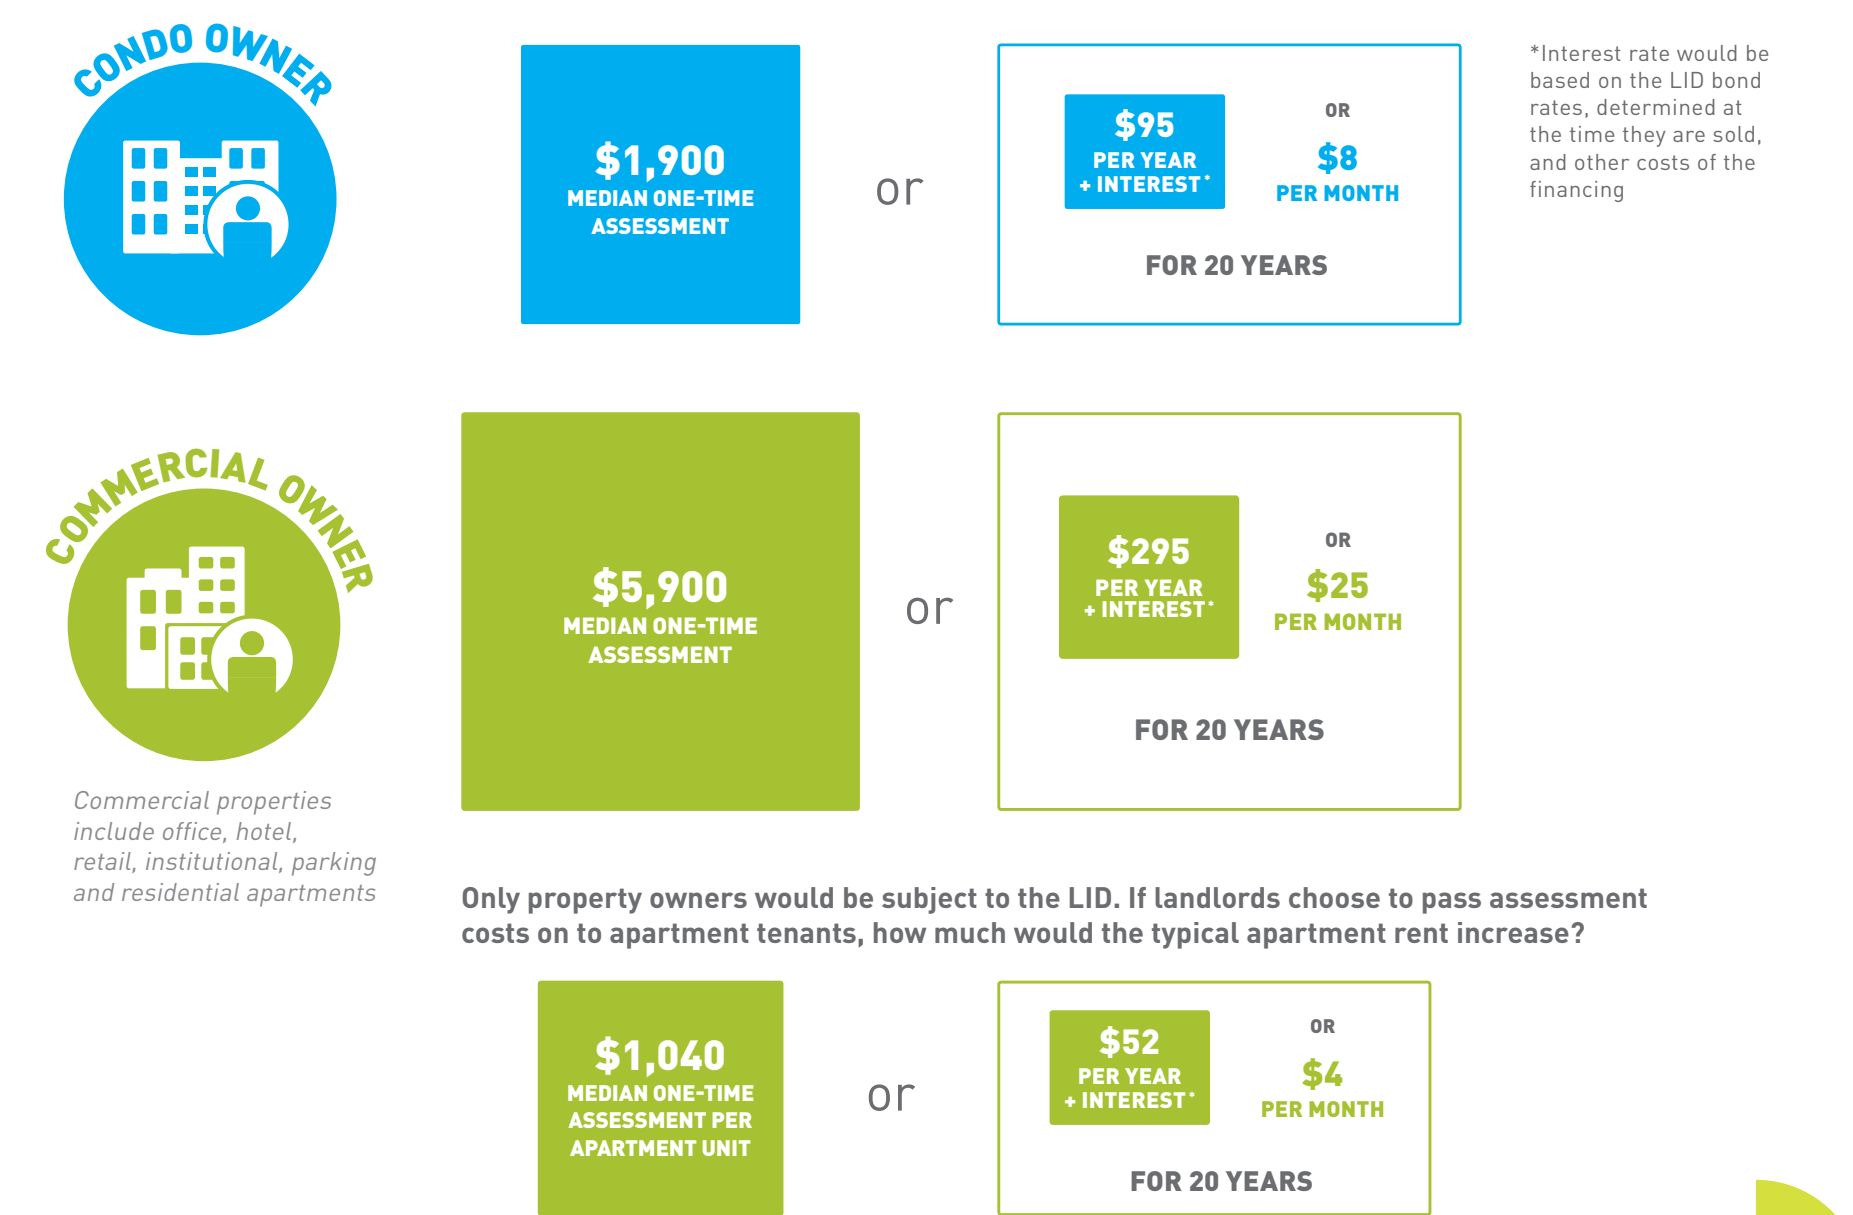 CONDO OWNER
$1,900
MEDIAN ONE-TIME
ASSESSMENT
or
$95
PER YEAR
+ INTEREST*
OR
$8
PER MONTH
FOR 20 YEARS
*Interest rate would be
based on the LID bond
rates, determined at
the time they are sold,
and other costs of the
financing
COMMERCIAL OWNER
Commercial properties
include office, hotel,
retail, institutional, parking
and residential apartments
$5,900
MEDIAN ONE-TIME
ASSESSMENT
or
$295
PER YEAR
+ INTEREST*
OR
$25
PER MONTH
FOR 20 YEARS
Only property owners would be subject to the LID. If landlords choose to pass assessment
costs on to apartment tenants, how much would the typical apartment rent increase?
$1,040
MEDIAN ONE-TIME
ASSESSMENT PER
APARTMENT UNIT
or
$52
PER YEAR
+ INTEREST*
OR
$4
PER MONTH
FOR 20 YEARS